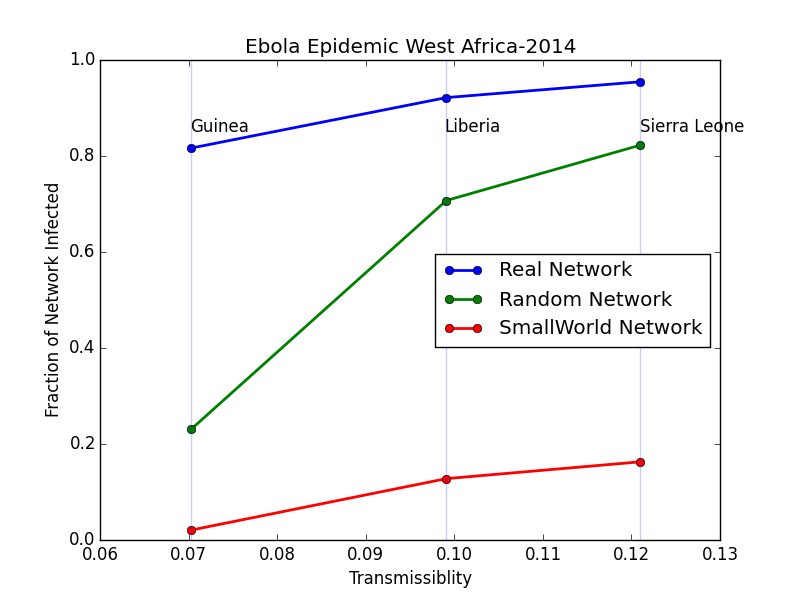 Ebola Epidemic West Africa-2014
1.0
0.8
0.6
0.4
0.2
0.0
Fraction of Network Infected
Guinea
Liberia
Sierra Leone
Real Network
Random Network
SmallWorld Network
0.06
0.07
0.08
0.09
0.10
0.11
0.12
0.13
Transmissiblity